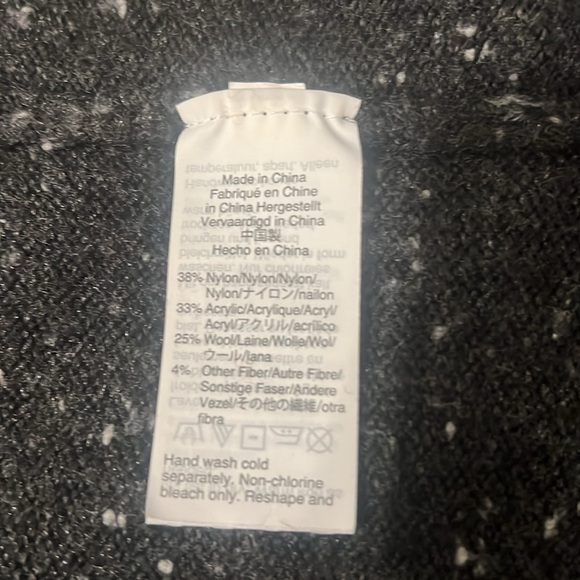 Made in China
Fabriqué en Chine
in China Hergestellt
Vervaardigd in China
中国製
Hecho en China
38% Nylon/Nylon/Nylon/
Nylon/ナイロン/nailon
33% Acrylic/Acrylique/Acryl/
Acryl/アクリル/acrilico
25% Wool/Laine/Wolle/Wol/
ウール/lana
4% Other Fiber/Autre Fibre/
Sonstige Faser/Andere
Vezel/その他の繊維/otra
fibra
Hand wash cold
separately. Non-chlorine
bleach only. Reshape and